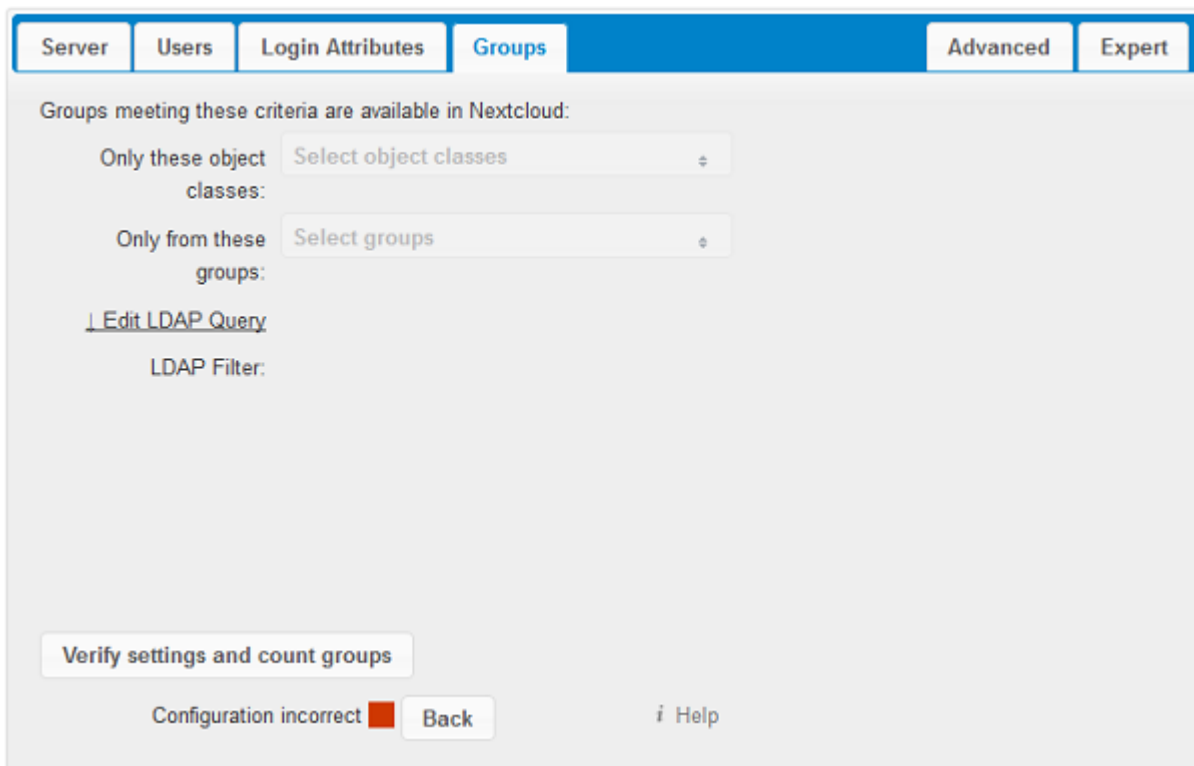 Server Users Login Attributes Groups Advanced Expert
Groups meeting these criteria are available in Nextcloud:
Only these object Select object classes
classes:
Only from these Select groups
groups:
↓ Edit LDAP Query
LDAP Filter:
Verify settings and count groups
Configuration incorrect Back i Help